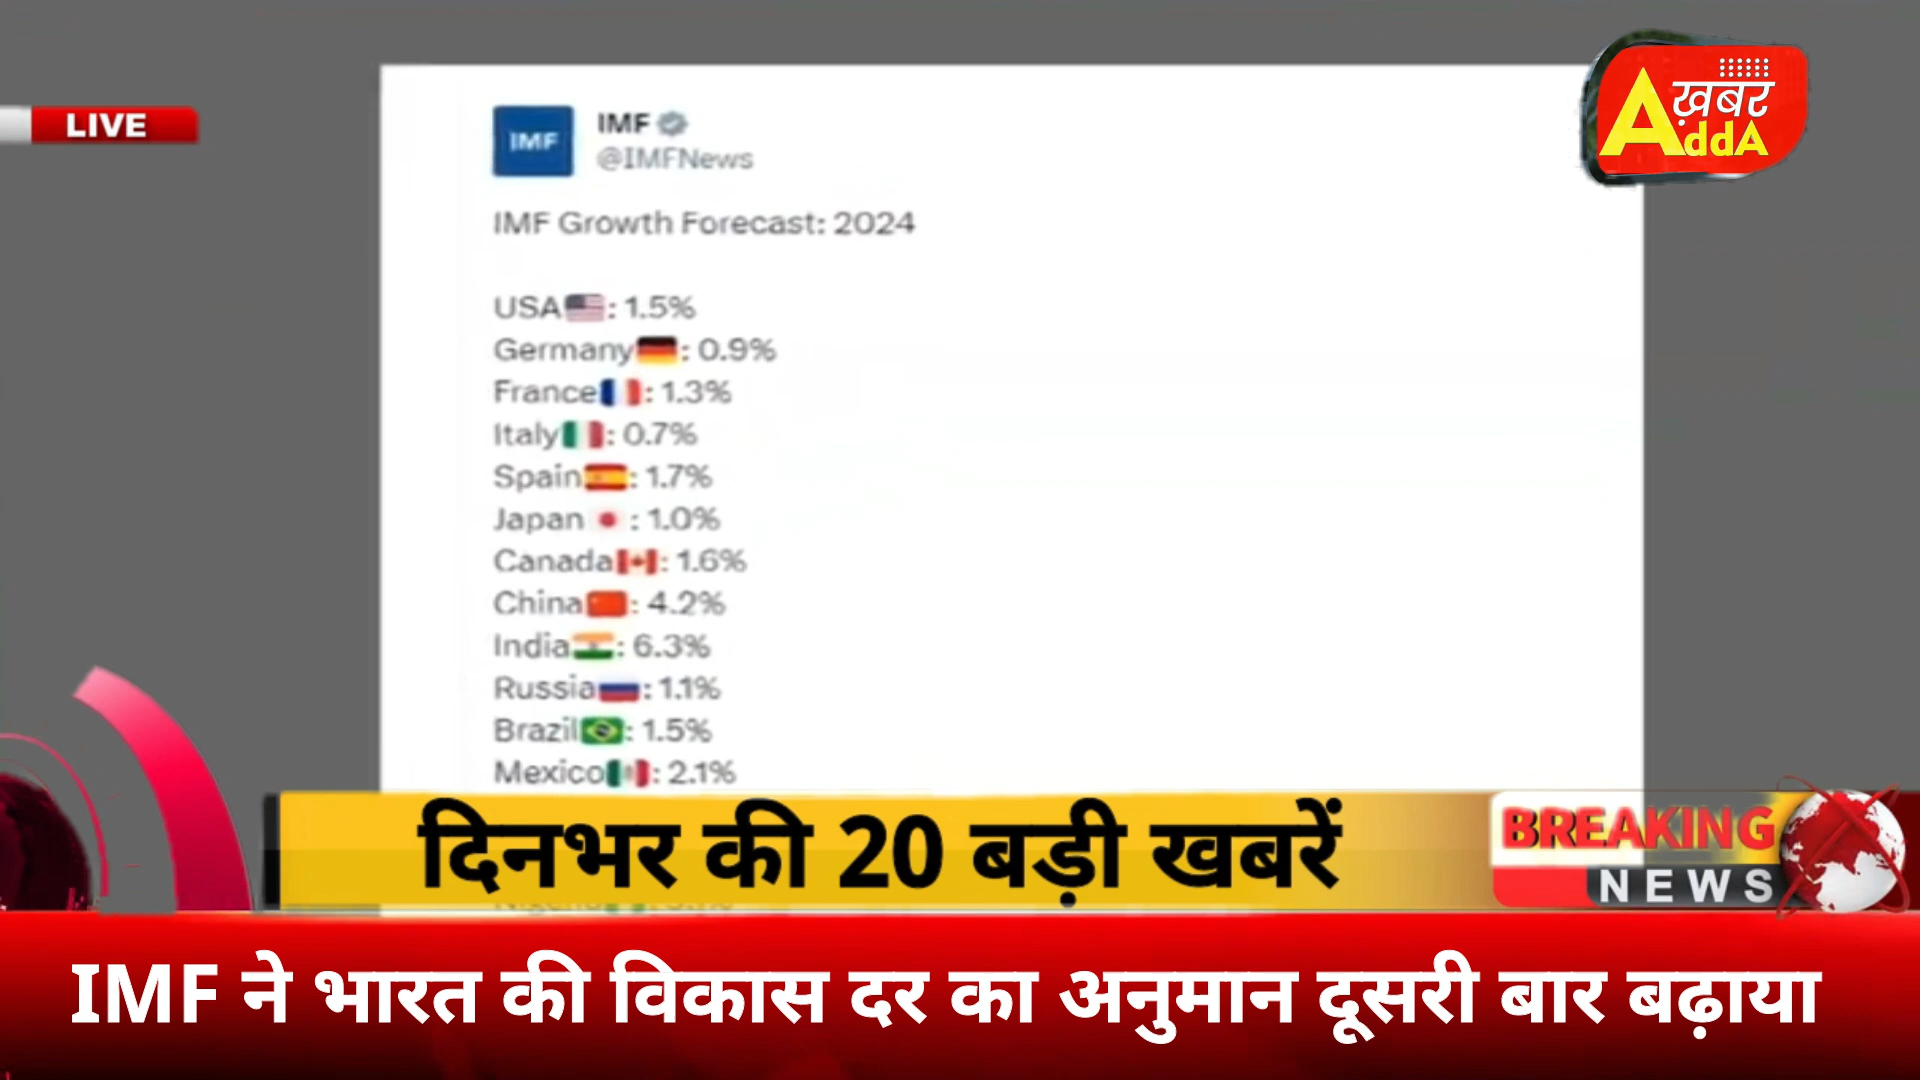 LIVE
ख़बर
AddA
IMF
IMF
@IMFNews
IMF Growth Forecast: 2024
USA🇺🇸: 1.5%
Germany🇩🇪: 0.9%
France🇫🇷: 1.3%
Italy🇮🇹: 0.7%
Spain🇪🇸: 1.7%
Japan🇯🇵: 1.0%
Canada🇨🇦: 1.6%
China🇨🇳: 4.2%
India🇮🇳: 6.3%
Russia🇷🇺: 1.1%
Brazil🇧🇷: 1.5%
Mexico🇲🇽: 2.1%
दिनभर की 20 बड़ी खबरें
BREAKING
NEWS
IMF ने भारत की विकास दर का अनुमान दूसरी बार बढ़ाया